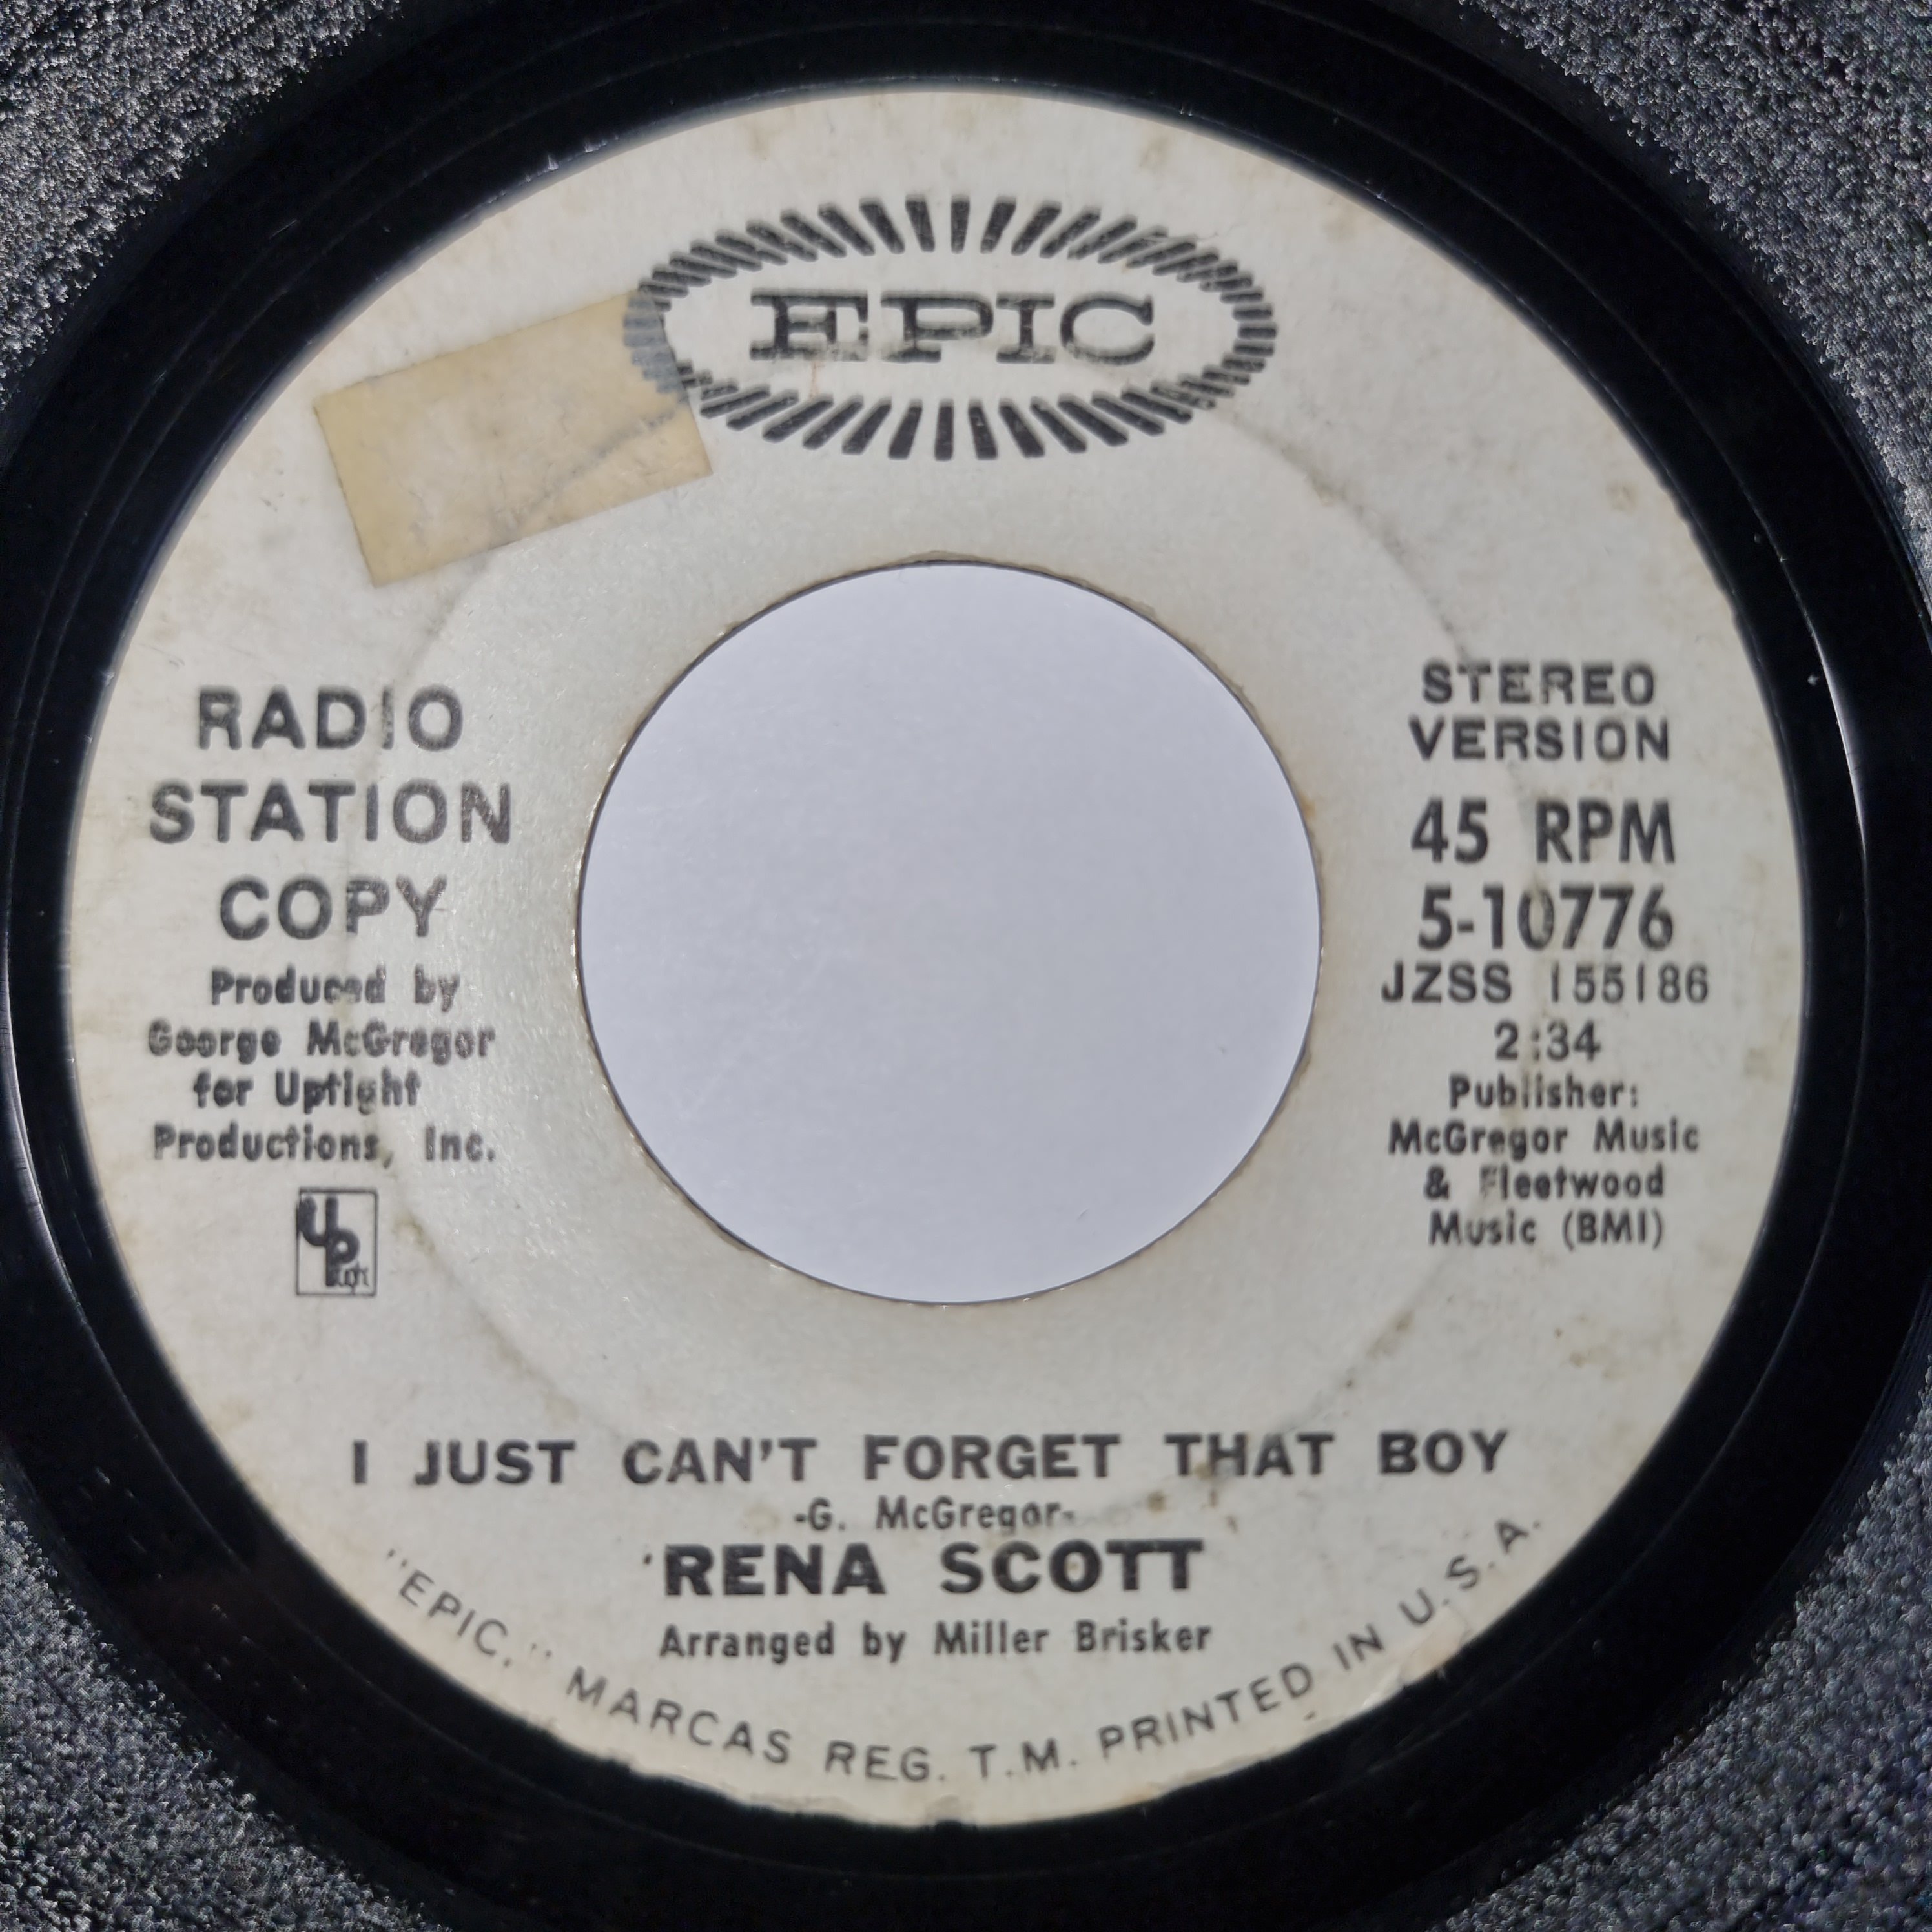 EPIC
RADIO
STATION
COPY
Produced by
George McGregor
for Uptight
Productions, Inc.
UP
STEREO
VERSION
45 RPM
5-10776
JZSS 155186
2:34
Publisher:
McGregor Music
& Fleetwood
Music (BMI)
I JUST CAN'T FORGET THAT BOY
-G. McGregor-
RENA SCOTT
Arranged by Miller Brisker
"EPIC," MARCAS REG. T.M. PRINTED IN U.S.A.